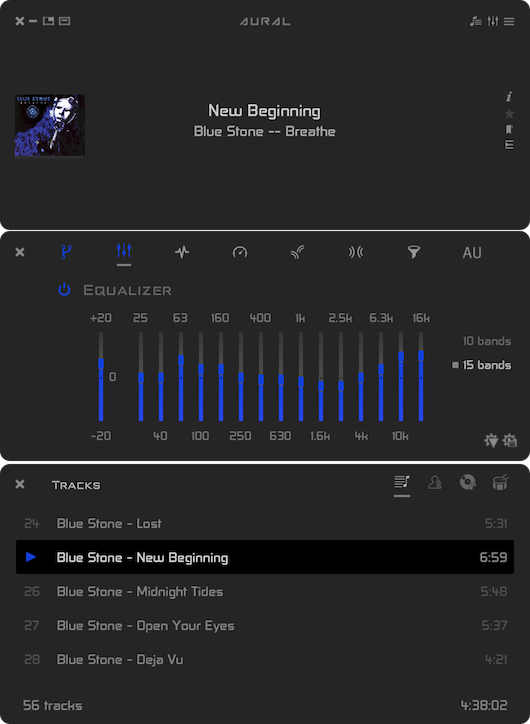 AURAL
BLUE STONE
BREATHE
New Beginning
Blue Stone -- Breathe
i
AU
Equalizer
+20 25 63 160 400 1k 2.5k 6.3k 16k
10 bands
15 bands
0
-20 40 100 250 630 1.6k 4k 10k
Tracks
24 Blue Stone - Lost 5:31
Blue Stone - New Beginning 6:59
26 Blue Stone - Midnight Tides 5:48
27 Blue Stone - Open Your Eyes 5:37
28 Blue Stone - Deja Vu 4:21
56 tracks 4:38:02